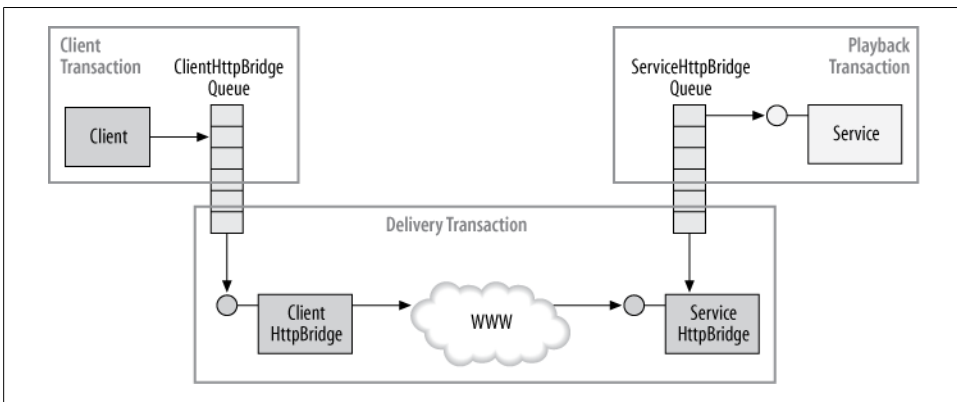 Client
Transaction
ClientHttpBridge
Queue
Client
ServiceHttpBridge
Queue
Playback
Transaction
Service
Delivery Transaction
Client
HttpBridge
WWW
Service
HttpBridge